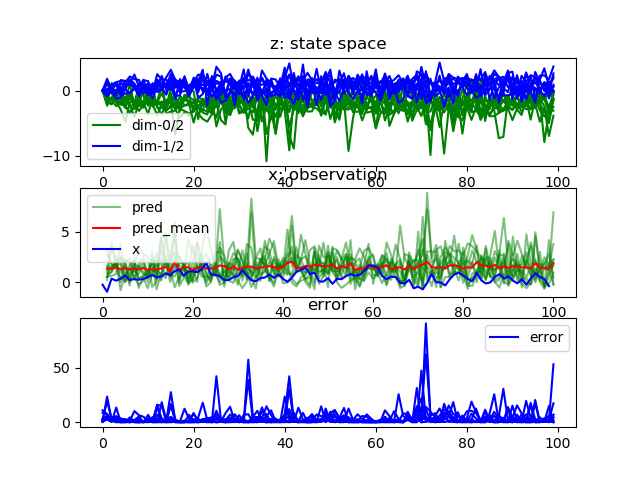 z: state space
0
−10
dim-0/2
dim-1/2
0 20 40 60 80 100
x: observation
5
0
pred
pred_mean
x
0 20 40 60 80 100
error
50
0
error
0 20 40 60 80 100